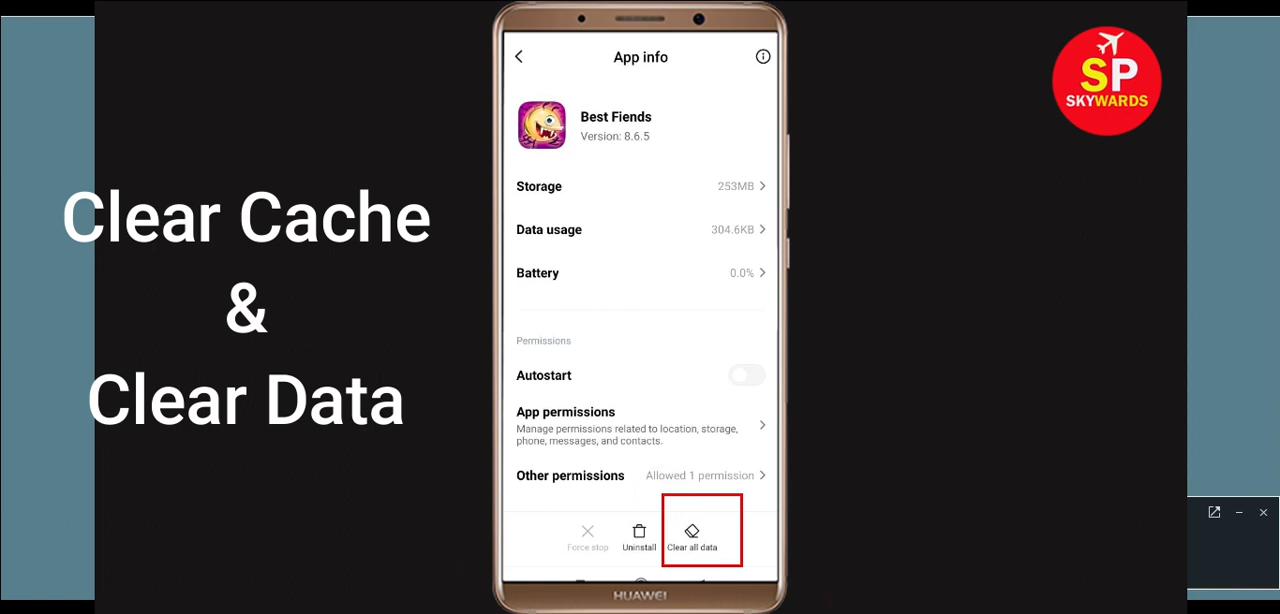 App info
SP
SKYWARDS
Best Fiends
Version: 8.6.5
Storage 253MB
Data usage 304.6KB
Battery 0.0%
Clear Cache
&
Clear Data
Permissions
Autostart
App permissions
Manage permissions related to location, storage,
phone, messages, and contacts.
Other permissions Allowed 1 permission
Force stop Uninstall Clear all data
HUAWEI